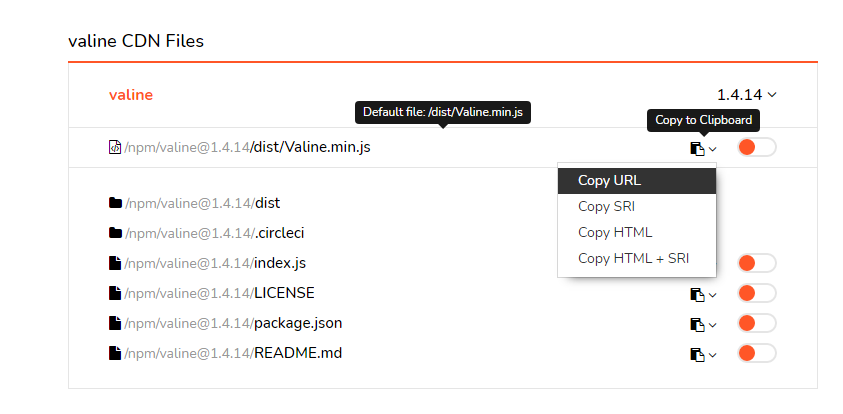 valine CDN Files
valine
1.4.14
Default file: /dist/Valine.min.js
Copy to Clipboard
/npm/valine@1.4.14/dist/Valine.min.js
Copy URL
Copy SRI
Copy HTML
Copy HTML + SRI
/npm/valine@1.4.14/dist
/npm/valine@1.4.14/.circleci
/npm/valine@1.4.14/index.js
/npm/valine@1.4.14/LICENSE
/npm/valine@1.4.14/package.json
/npm/valine@1.4.14/README.md